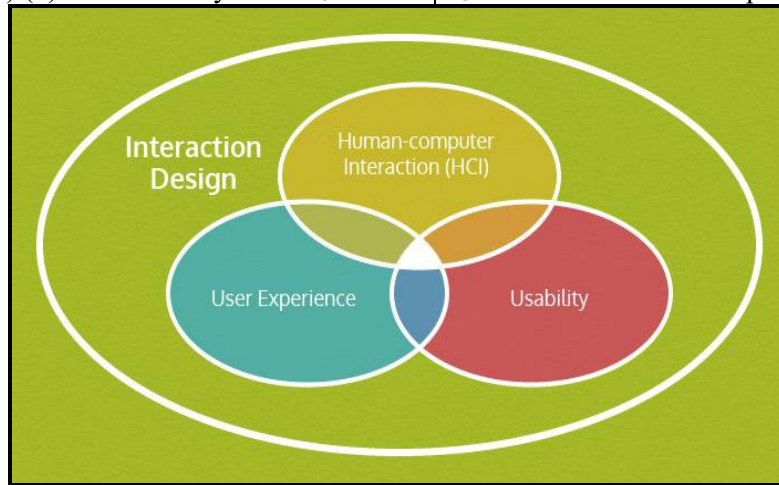 Interaction
Design
Human-computer
Interaction (HCI)
User Experience
Usability